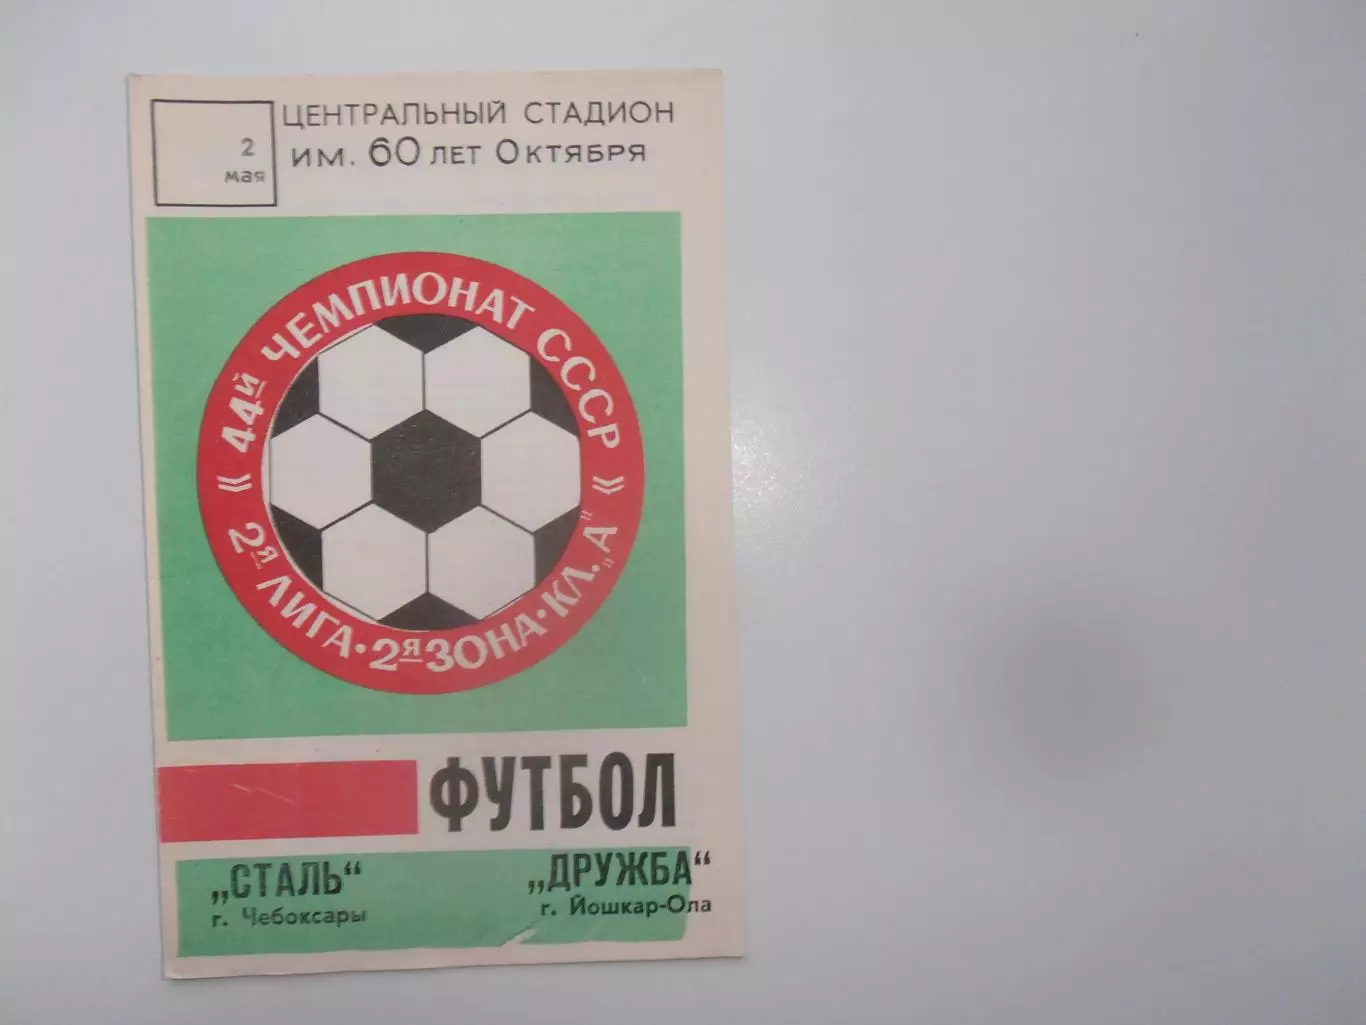 2
мая
ЦЕНТРАЛЬНЫЙ СТАДИОН
ИМ. 60 ЛЕТ ОКТЯБРЯ
« 44й ЧЕМПИОНАТ СССР »
2я ЛИГА · 2я ЗОНА · КЛ. „А"
ФУТБОЛ
„СТАЛЬ“
г. Чебоксары
„ДРУЖБА“
г. Йошкар-Ола